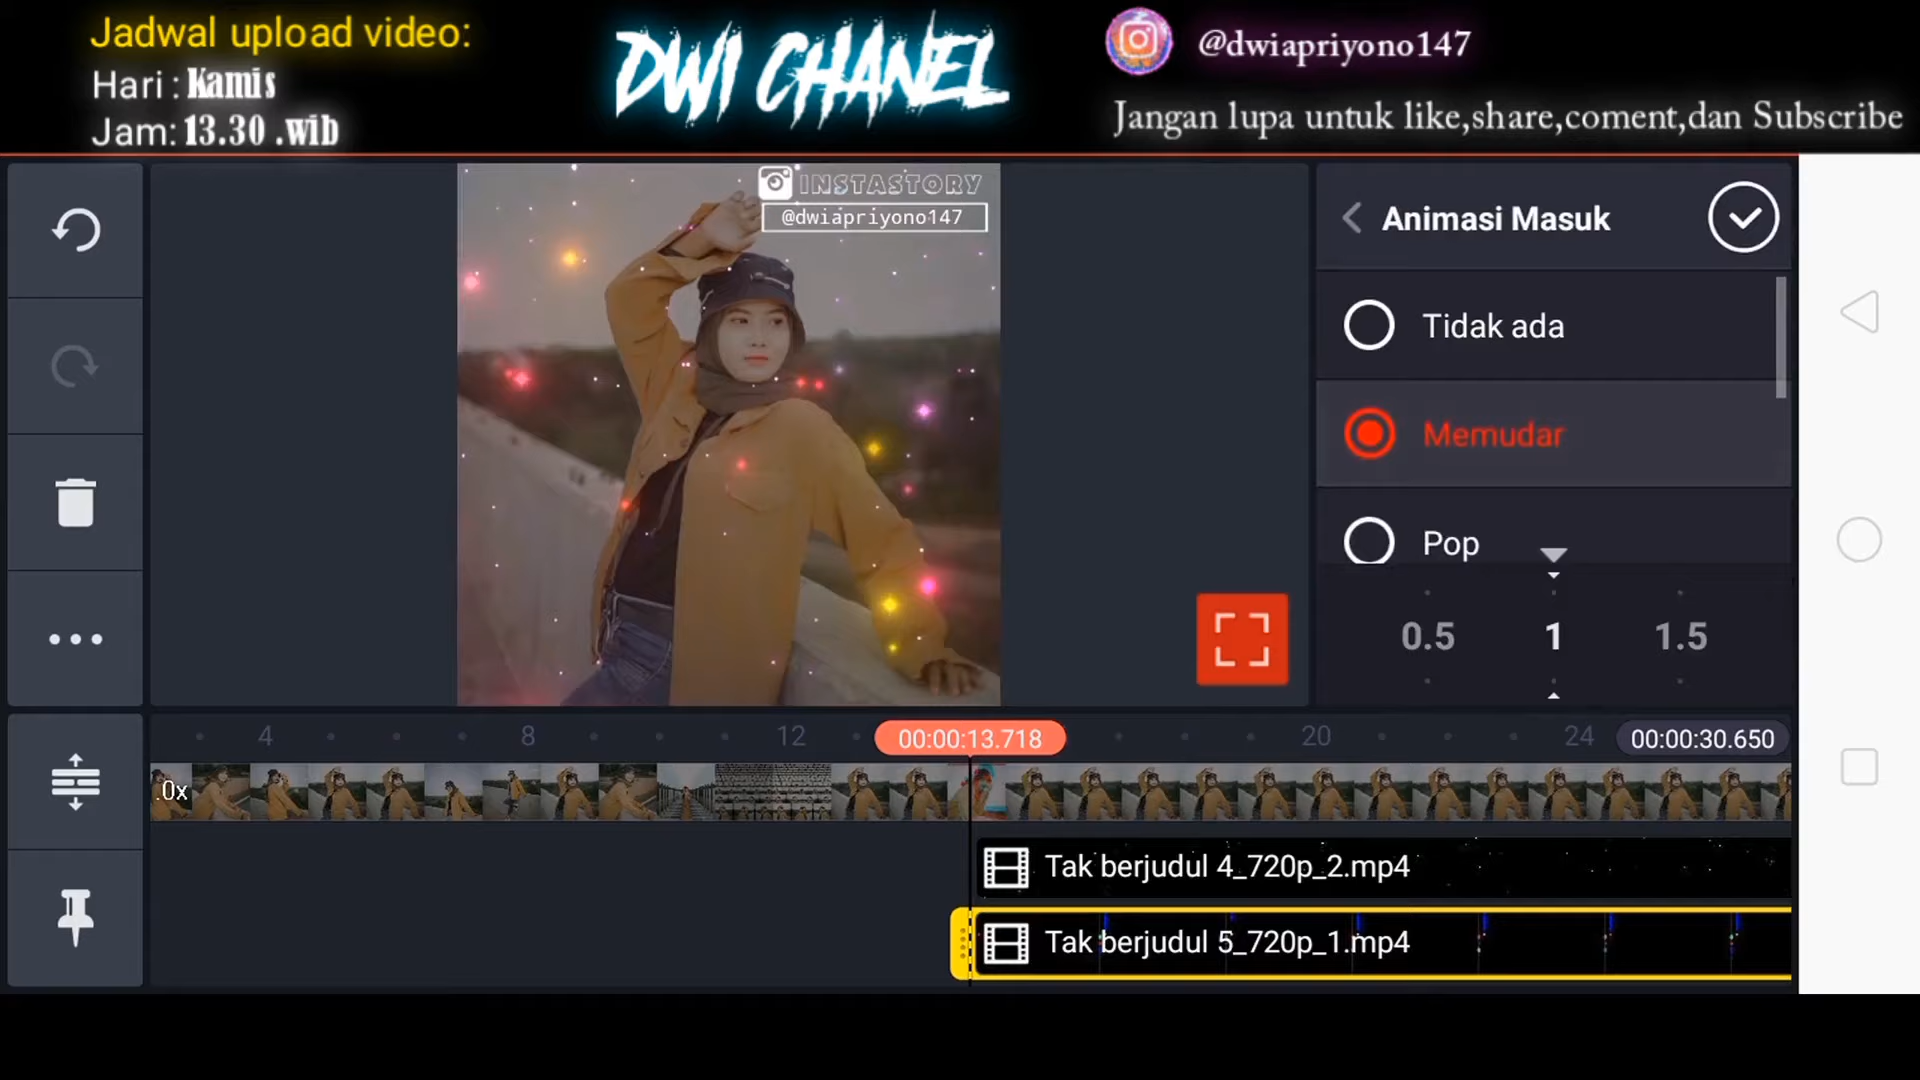 Jadwal upload video:
Hari : Kamis
Jam: 13.30 .wib
DWI CHANEL
@dwiapriyono147
Jangan lupa untuk like,share,coment,dan Subscribe
INSTASTORY
@dwiapriyono147
Animasi Masuk
Tidak ada
Memudar
Pop
0.5 1 1.5
4 8 12 00:00:13.718 20 24 00:00:30.650
.0x
Tak berjudul 4_720p_2.mp4
Tak berjudul 5_720p_1.mp4